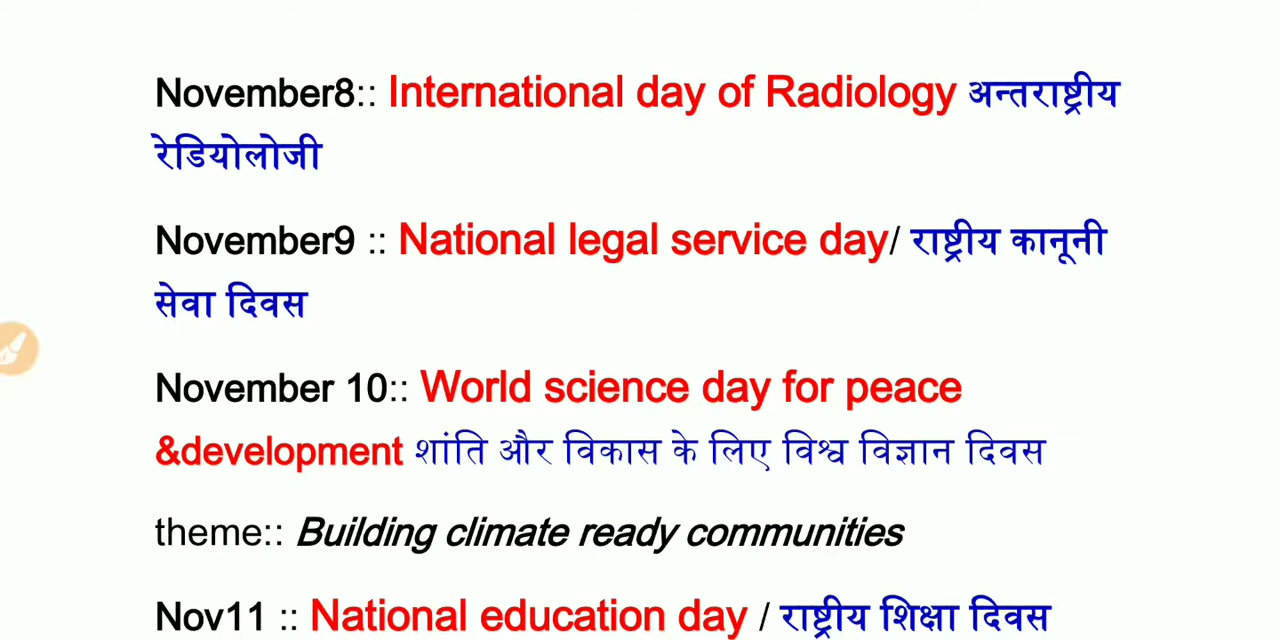 November8:: International day of Radiology अन्तराष्ट्रीय
रेडियोलोजी
November9 :: National legal service day/ राष्ट्रीय कानूनी
सेवा दिवस
November 10:: World science day for peace
&development शांति और विकास के लिए विश्व विज्ञान दिवस
theme:: Building climate ready communities
Nov11 :: National education day / राष्ट्रीय शिक्षा दिवस